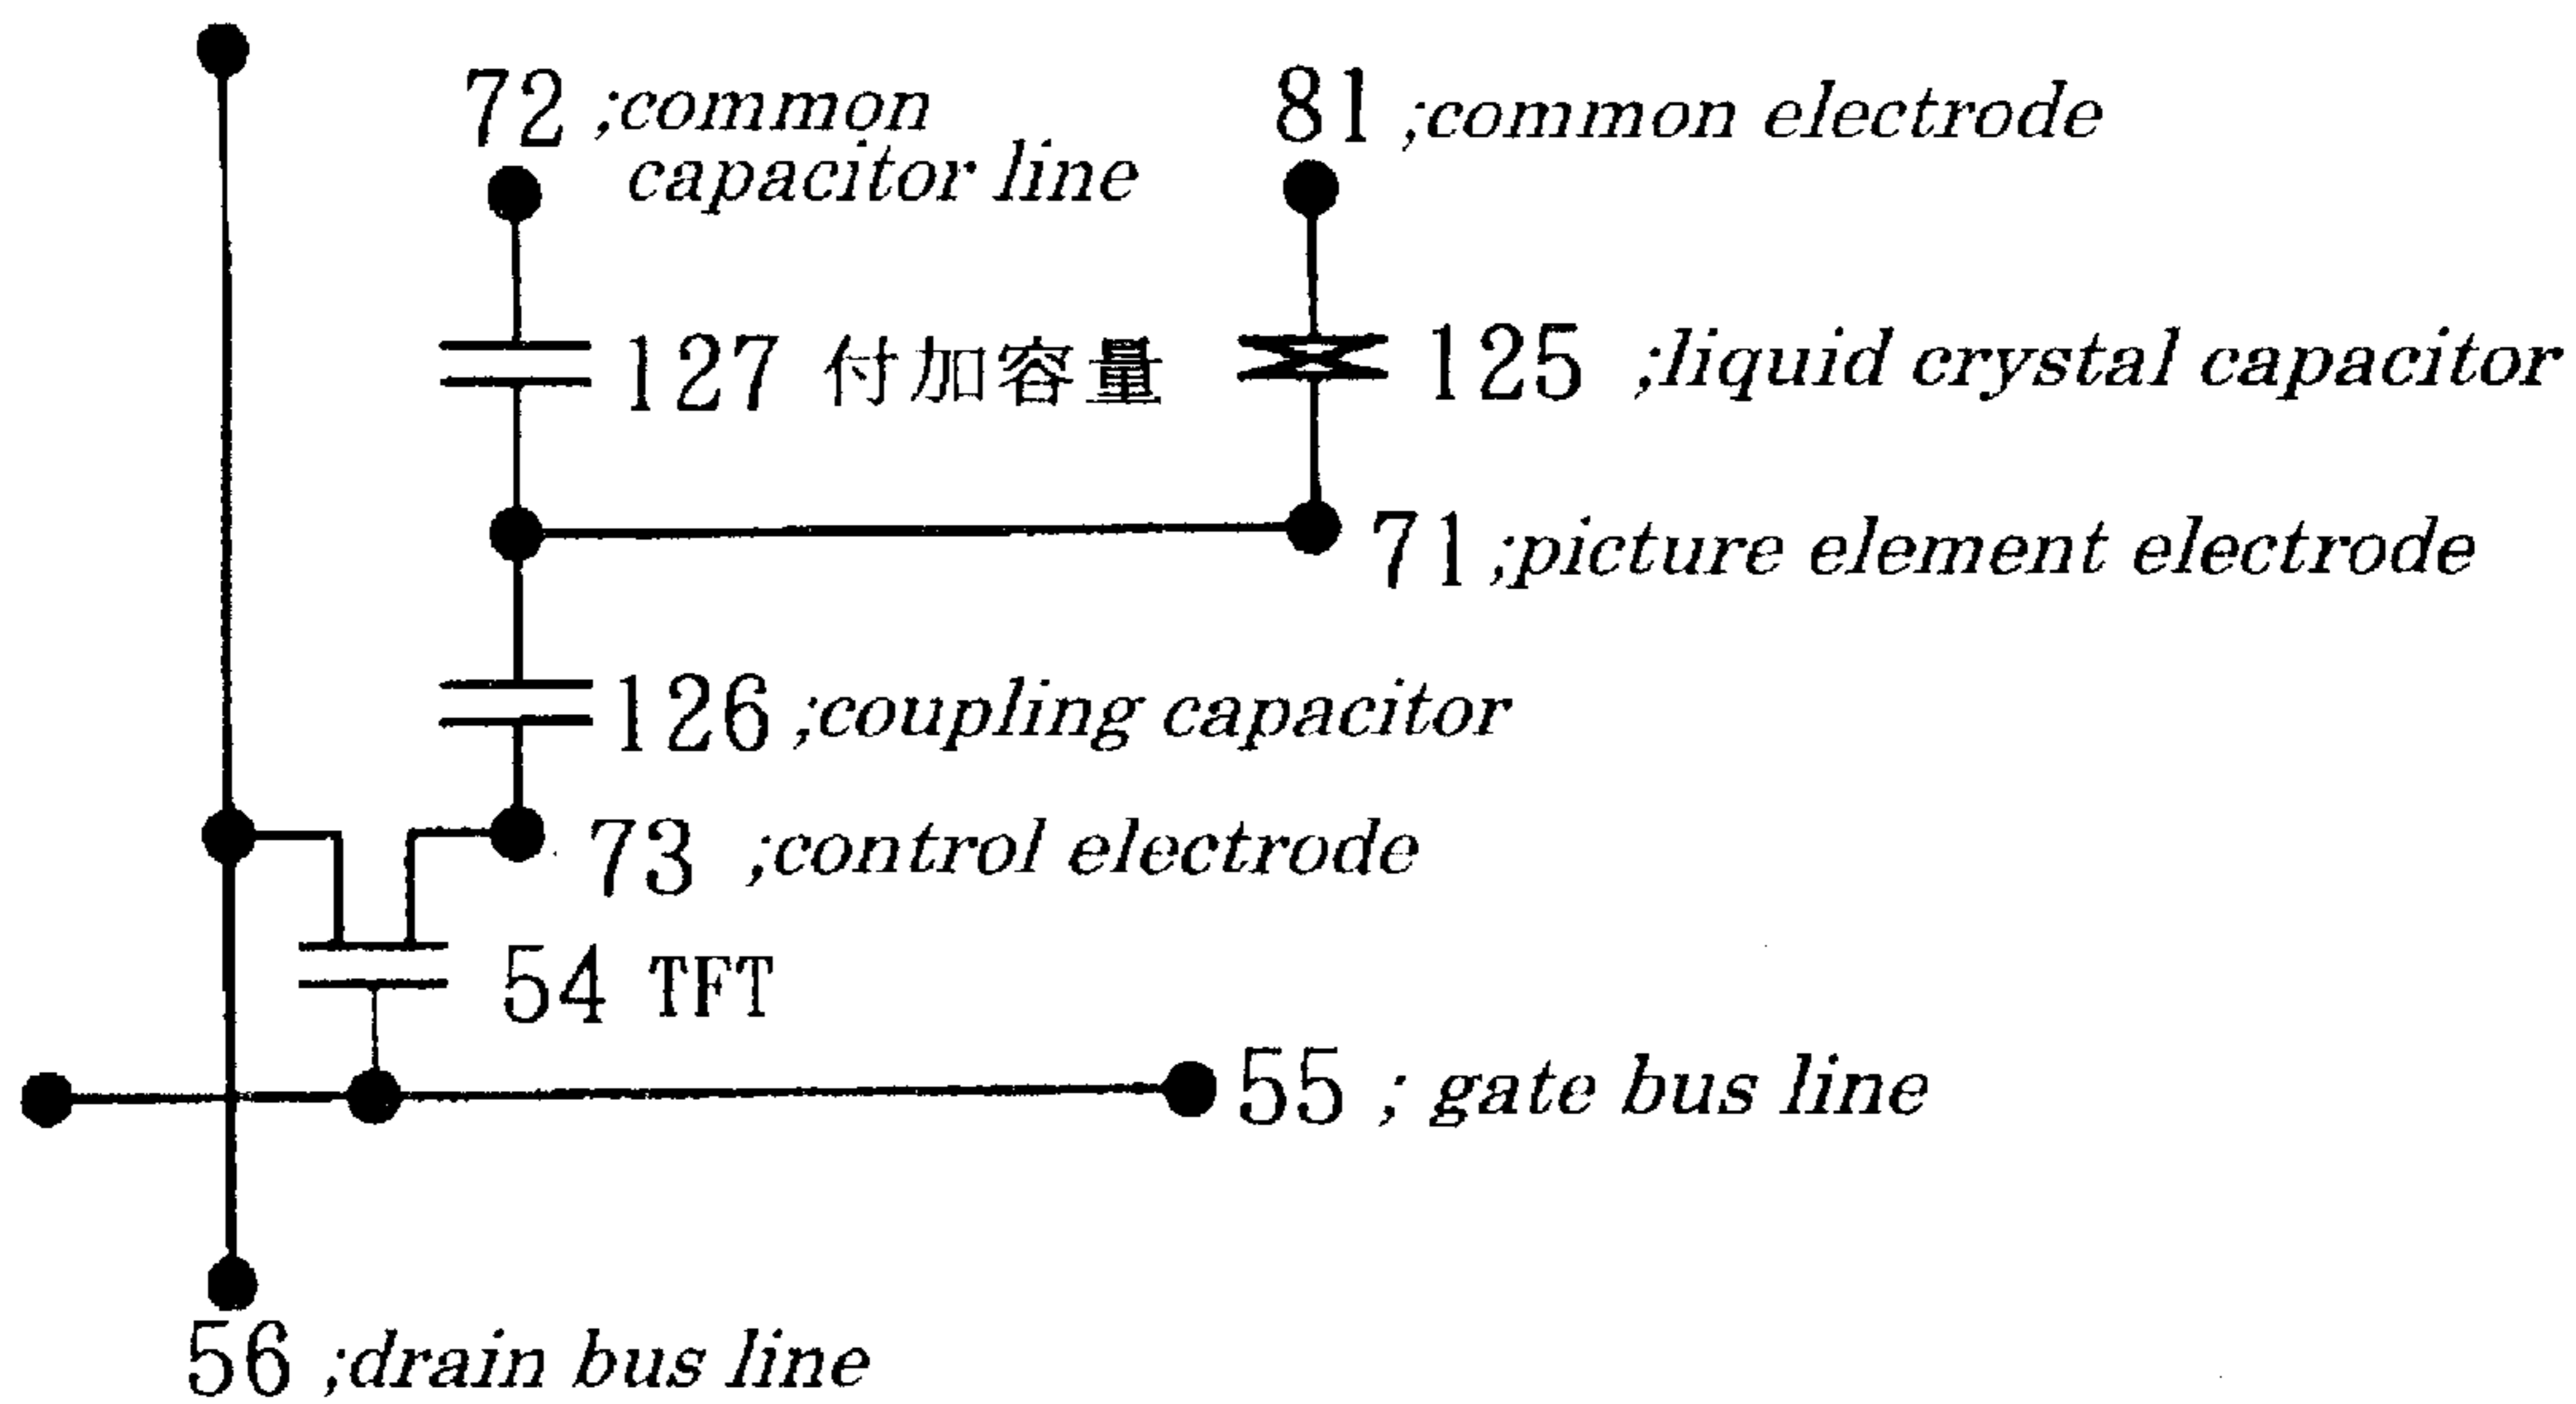 72 ;common
capacitor line
81 ;common electrode
127 付加容量
125 ;liquid crystal capacitor
71 ;picture element electrode
126 ;coupling capacitor
73 ;control electrode
54 TFT
55 ; gate bus line
56 ;drain bus line